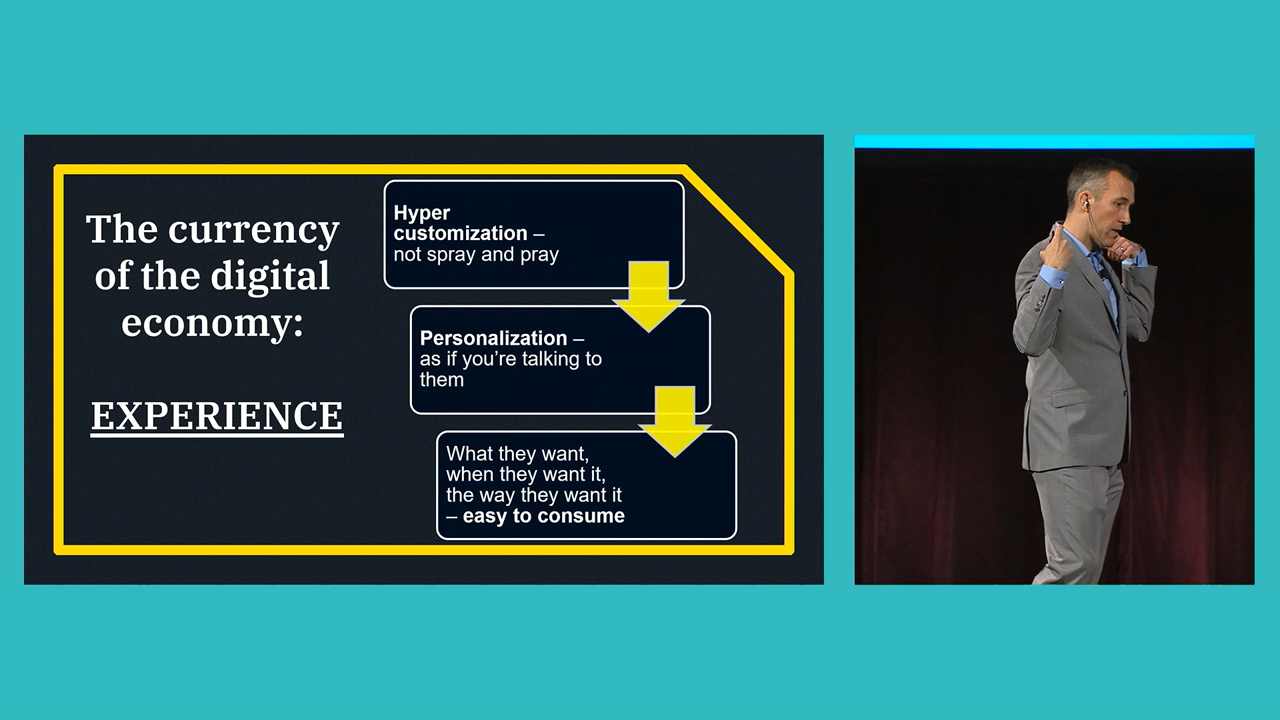 The currency
of the digital
economy:
EXPERIENCE
Hyper
customization –
not spray and pray
Personalization –
as if you’re talking to
them
What they want,
when they want it,
the way they want it
– easy to consume